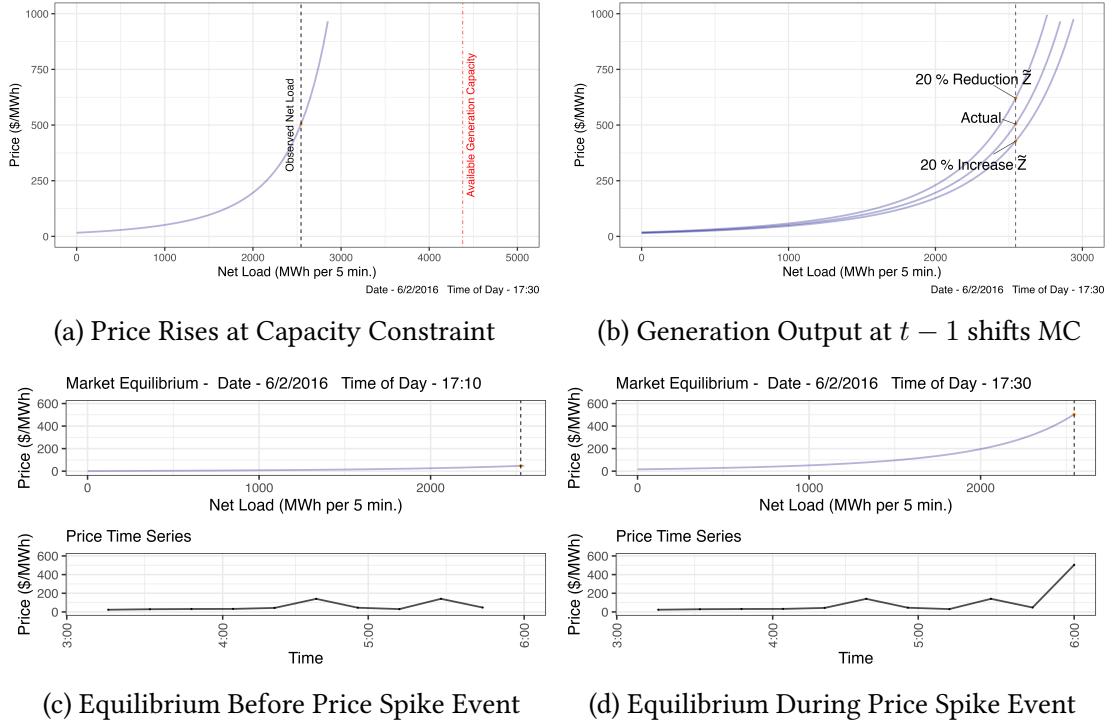 1000
750
500
250
0
Price ($/MWh)
Observed Net Load
Available Generation Capacity
0 1000 2000 3000 4000 5000
Net Load (MWh per 5 min.)
Date - 6/2/2016 Time of Day - 17:30
(a) Price Rises at Capacity Constraint
1000
750
500
250
0
Price ($/MWh)
20 % Reduction Z̃
Actual
20 % Increase Z̃
0 1000 2000 3000
Net Load (MWh per 5 min.)
Date - 6/2/2016 Time of Day - 17:30
(b) Generation Output at t − 1 shifts MC
Market Equilibrium - Date - 6/2/2016 Time of Day - 17:10
600
400
200
0
Price ($/MWh)
0 1000 2000
Net Load (MWh per 5 min.)
Price Time Series
600
400
200
0
Price ($/MWh)
3:00 4:00 5:00 6:00
Time
(c) Equilibrium Before Price Spike Event
Market Equilibrium - Date - 6/2/2016 Time of Day - 17:30
600
400
200
0
Price ($/MWh)
0 1000 2000
Net Load (MWh per 5 min.)
Price Time Series
600
400
200
0
Price ($/MWh)
3:00 4:00 5:00 6:00
Time
(d) Equilibrium During Price Spike Event